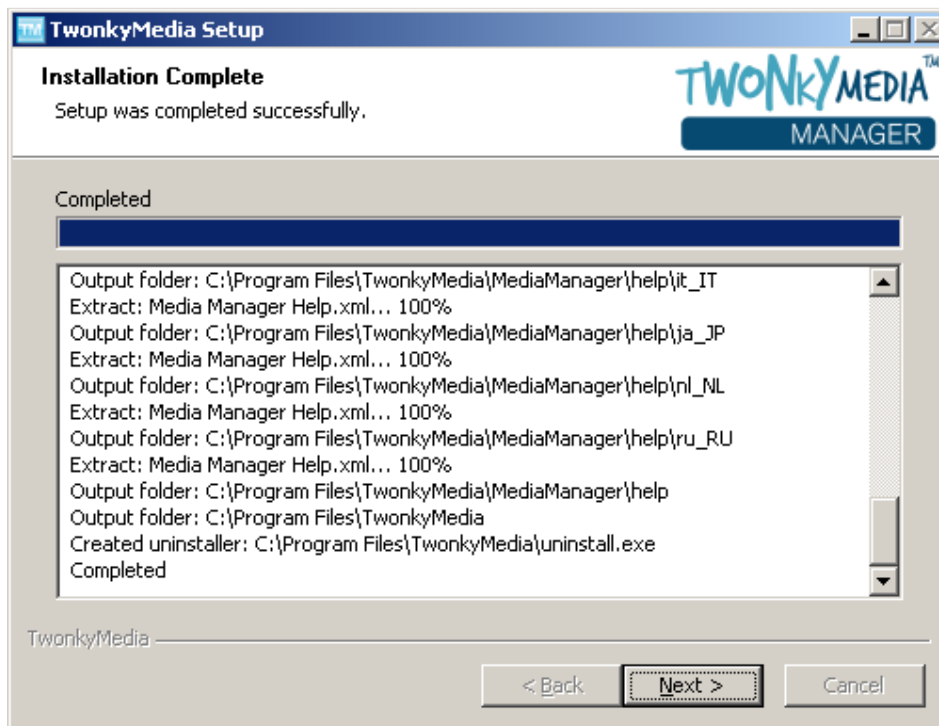 TM TwonkyMedia Setup
Installation Complete
Setup was completed successfully.
TWONKYMEDIA™
MANAGER
Completed
Output folder: C:\Program Files\TwonkyMedia\MediaManager\help\it_IT
Extract: Media Manager Help.xml... 100%
Output folder: C:\Program Files\TwonkyMedia\MediaManager\help\ja_JP
Extract: Media Manager Help.xml... 100%
Output folder: C:\Program Files\TwonkyMedia\MediaManager\help\nl_NL
Extract: Media Manager Help.xml... 100%
Output folder: C:\Program Files\TwonkyMedia\MediaManager\help\ru_RU
Extract: Media Manager Help.xml... 100%
Output folder: C:\Program Files\TwonkyMedia\MediaManager\help
Output folder: C:\Program Files\TwonkyMedia
Created uninstaller: C:\Program Files\TwonkyMedia\uninstall.exe
Completed
TwonkyMedia
< Back Next > Cancel